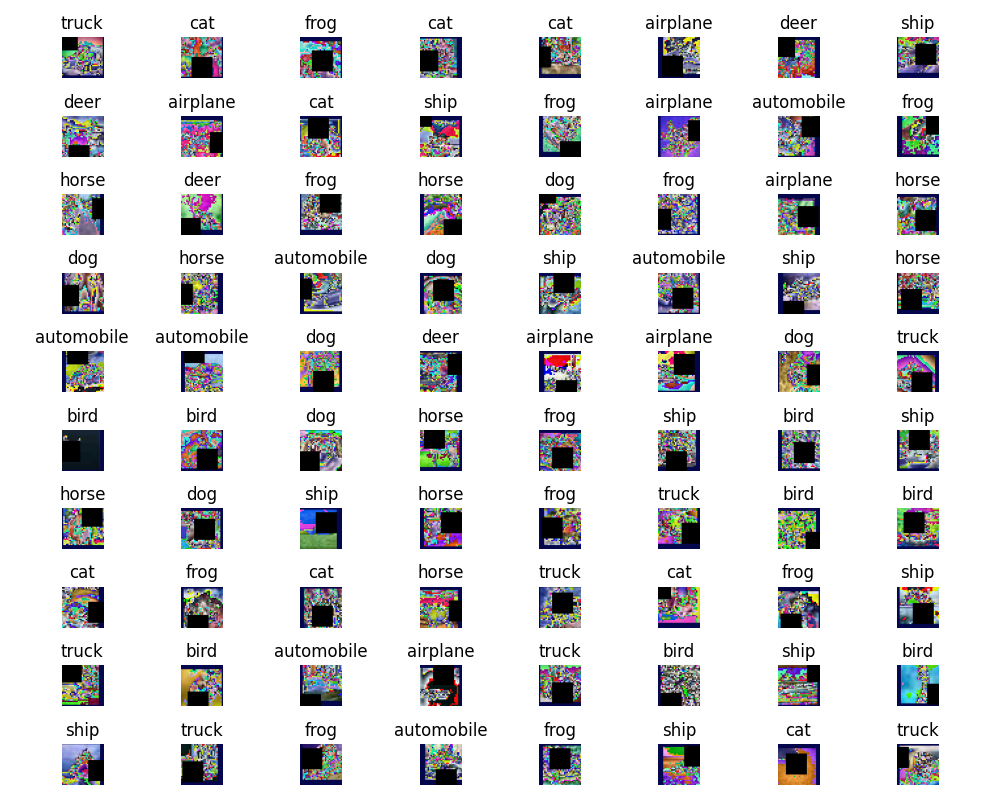 truck cat frog cat cat airplane deer ship
deer airplane cat ship frog airplane automobile frog
horse deer frog horse dog frog airplane horse
dog horse automobile dog ship automobile ship horse
automobile automobile dog deer airplane airplane dog truck
bird bird dog horse frog ship bird ship
horse dog ship horse frog truck bird bird
cat frog cat horse truck cat frog ship
truck bird automobile airplane truck bird ship bird
ship truck frog automobile frog ship cat truck